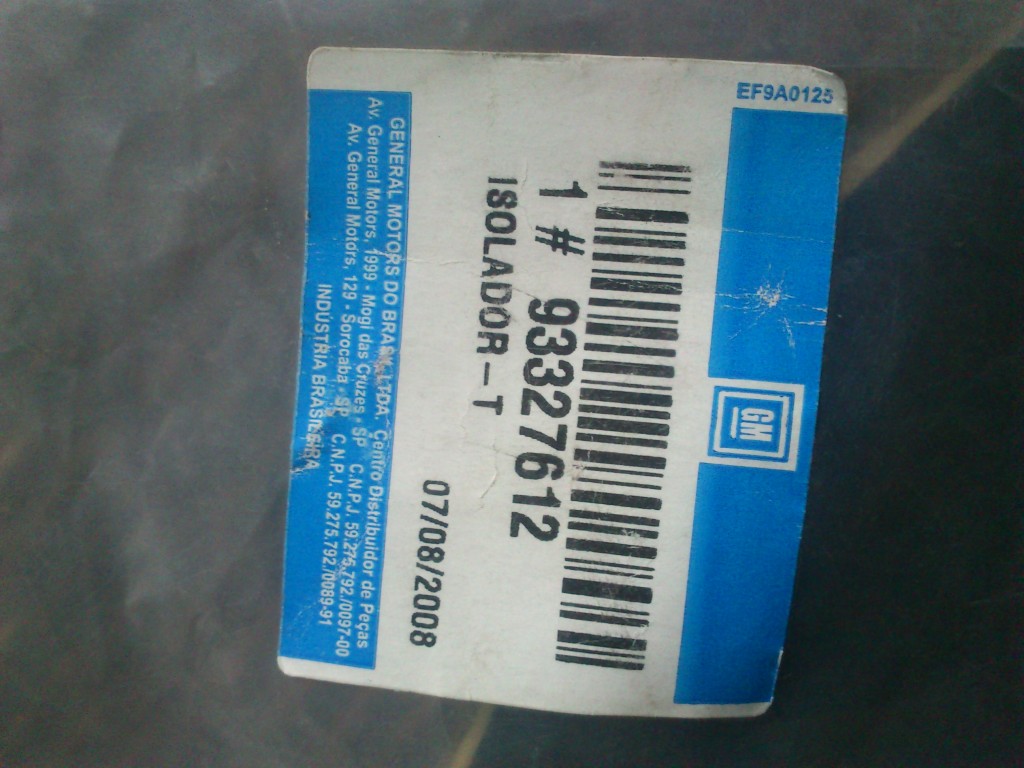 EF9A0125
GM
1 # 93327612
ISOLADOR-T
07/08/2008
GENERAL MOTORS DO BRASIL LTDA. Centro Distribuidor de Peças
Av. General Motors, 1999 - Mogi das Cruzes - SP C.N.P.J. 59.275.792./0097-00
Av. General Motors, 129 - Sorocaba - SP C.N.P.J. 59.275.792./0089-91
INDÚSTRIA BRASILEIRA